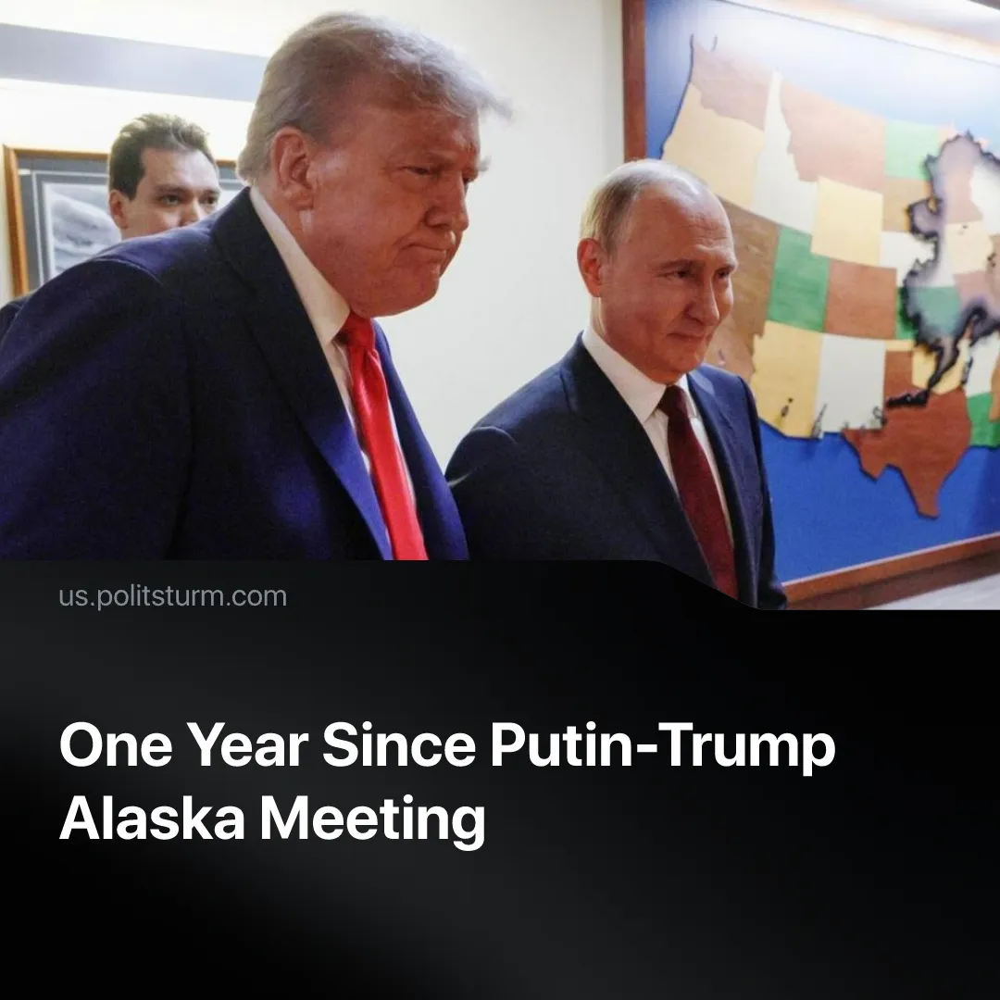 us.politsturm.com
One Year Since Putin-Trump
Alaska Meeting